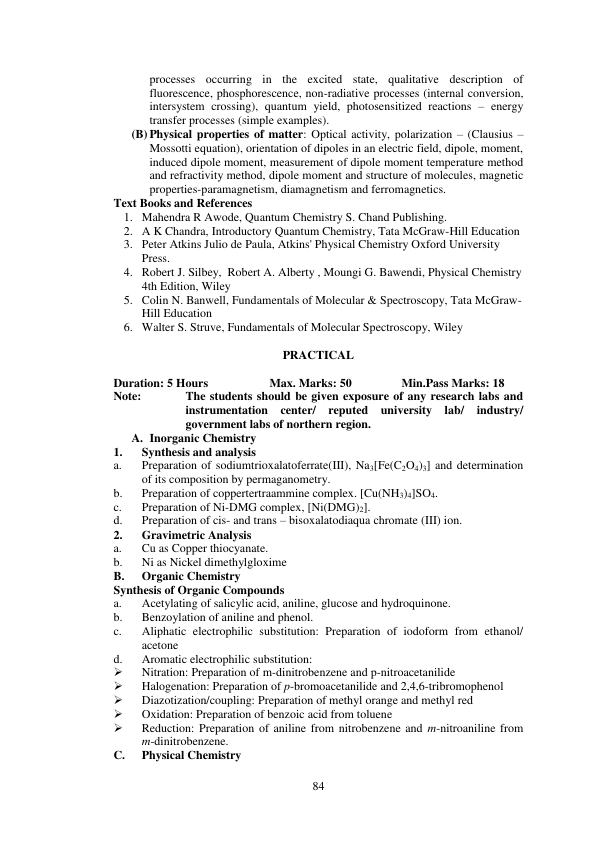 processes occurring in the excited state, qualitative description of
fluorescence, phosphorescence, non-radiative processes (internal conversion,
intersystem crossing), quantum yield, photosensitized reactions – energy
transfer processes (simple examples).
(B) Physical properties of matter: Optical activity, polarization – (Clausius –
Mossotti equation), orientation of dipoles in an electric field, dipole, moment,
induced dipole moment, measurement of dipole moment temperature method
and refractivity method, dipole moment and structure of molecules, magnetic
properties-paramagnetism, diamagnetism and ferromagnetics.
Text Books and References
1. Mahendra R Awode, Quantum Chemistry S. Chand Publishing.
2. A K Chandra, Introductory Quantum Chemistry, Tata McGraw-Hill Education
3. Peter Atkins Julio de Paula, Atkins' Physical Chemistry Oxford University
Press.
4. Robert J. Silbey, Robert A. Alberty , Moungi G. Bawendi, Physical Chemistry
4th Edition, Wiley
5. Colin N. Banwell, Fundamentals of Molecular & Spectroscopy, Tata McGraw-
Hill Education
6. Walter S. Struve, Fundamentals of Molecular Spectroscopy, Wiley
PRACTICAL
Duration: 5 Hours Max. Marks: 50 Min.Pass Marks: 18
Note: The students should be given exposure of any research labs and
instrumentation center/ reputed university lab/ industry/
government labs of northern region.
A. Inorganic Chemistry
1. Synthesis and analysis
a. Preparation of sodiumtrioxalatoferrate(III), Na3[Fe(C2O4)3] and determination
of its composition by permaganometry.
b. Preparation of coppertertraammine complex. [Cu(NH3)4]SO4.
c. Preparation of Ni-DMG complex, [Ni(DMG)2].
d. Preparation of cis- and trans – bisoxalatodiaqua chromate (III) ion.
2. Gravimetric Analysis
a. Cu as Copper thiocyanate.
b. Ni as Nickel dimethylgloxime
B. Organic Chemistry
Synthesis of Organic Compounds
a. Acetylating of salicylic acid, aniline, glucose and hydroquinone.
b. Benzoylation of aniline and phenol.
c. Aliphatic electrophilic substitution: Preparation of iodoform from ethanol/
acetone
d. Aromatic electrophilic substitution:
➢ Nitration: Preparation of m-dinitrobenzene and p-nitroacetanilide
➢ Halogenation: Preparation of p-bromoacetanilide and 2,4,6-tribromophenol
➢ Diazotization/coupling: Preparation of methyl orange and methyl red
➢ Oxidation: Preparation of benzoic acid from toluene
➢ Reduction: Preparation of aniline from nitrobenzene and m-nitroaniline from
m-dinitrobenzene.
C. Physical Chemistry
84